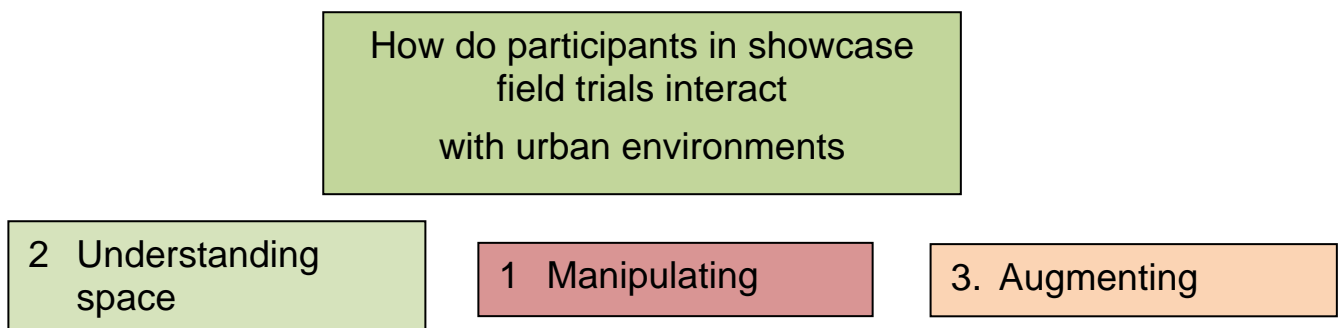 How do participants in showcase
field trials interact
with urban environments
2 Understanding
space
1 Manipulating
3. Augmenting